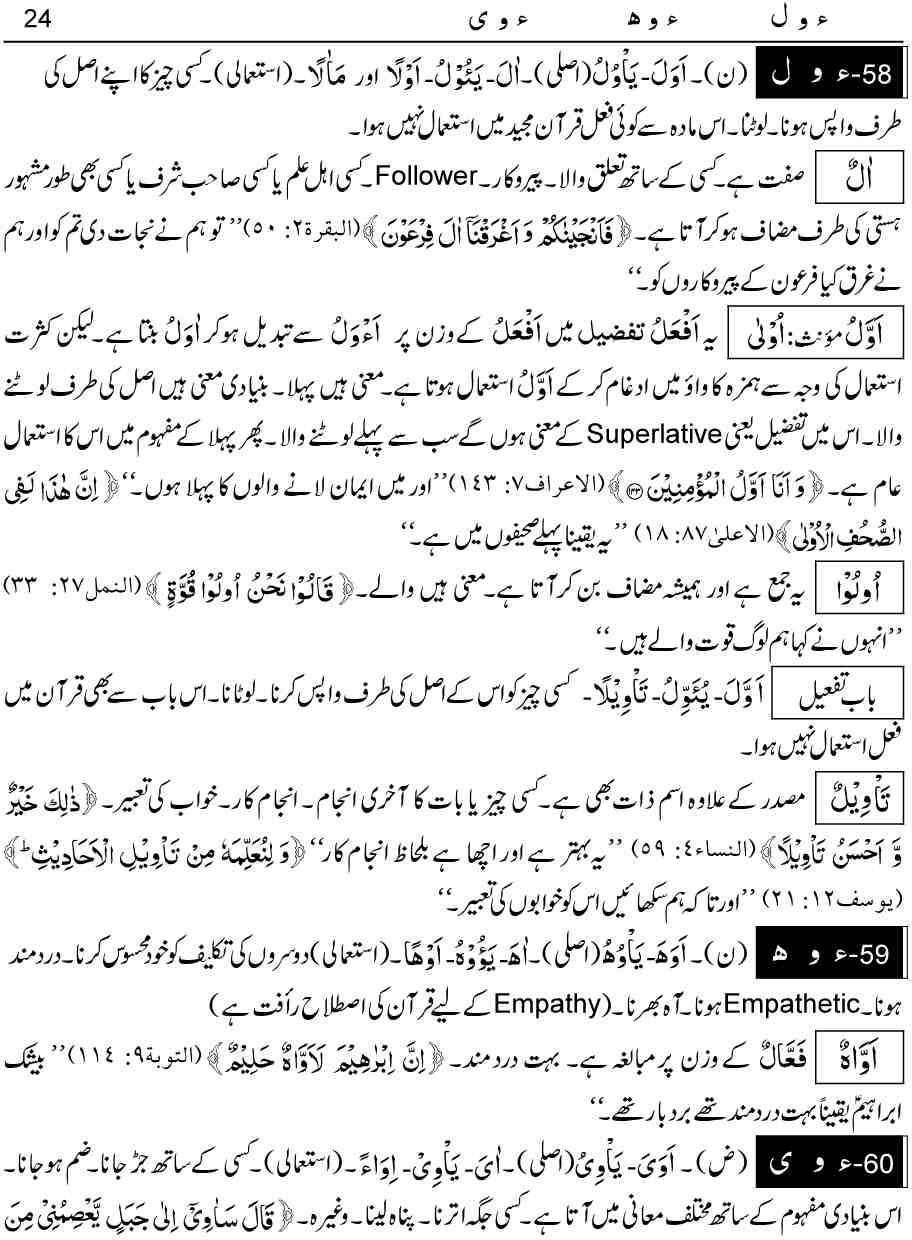 24 ء و ل ء و ھ ء و ی
58-ء و ل (ن)۔ اَوَلَ۔ یَأْوُلُ (اصلی)۔ اٰلَ۔ یَئُوْلُ۔ اَوْلًا اور مَاٰلًا۔ (استعمالی)۔ کسی چیز کا اپنے اصل کی
طرف واپس ہونا۔ لوٹنا۔ اس مادہ سے کوئی فعل قرآن مجید میں استعمال نہیں ہوا۔
اٰلٌ صفت ہے۔ کسی کے ساتھ تعلق والا۔ پیروکار۔ Follower۔ کسی اہل علم یا کسی صاحب شرف یا کسی بھی طور مشہور
ہستی کی طرف مضاف ہو کر آتا ہے۔ ﴿فَاَنْجَیْنٰکُمْ وَ اَغْرَقْنَاۤ اٰلَ فِرْعَوْنَ﴾ (البقرۃ۲: ۵۰) ’’تو ہم نے نجات دی تم کو اور ہم
نے غرق کیا فرعون کے پیروکاروں کو۔‘‘
اَوَّلُ مؤنث: اُوْلٰی یہ اَفْعَلُ تفضیل میں اَفْعَلُ کے وزن پر اَءْوَلُ سے تبدیل ہو کر اٰوَلُ بنتا ہے۔ لیکن کثرت
استعمال کی وجہ سے ہمزہ کا واؤ میں ادغام کر کے اَوَّلُ استعمال ہوتا ہے۔ معنی ہیں پہلا۔ بنیادی معنی ہیں اصل کی طرف لوٹنے
والا۔ اس میں تفضیل یعنی Superlative کے معنی ہوں گے سب سے پہلے لوٹنے والا۔ پھر پہلا کے مفہوم میں اس کا استعمال
عام ہے۔ ﴿وَ اَنَا اَوَّلُ الْمُؤْمِنِیْنَ ۝۱۴۳﴾ (الاعراف۷: ۱۴۳) ’’اور میں ایمان لانے والوں کا پہلا ہوں۔‘‘ ﴿اِنَّ ھٰذَا لَفِی
الصُّحُفِ الْاُوْلٰی﴾ (الاعلیٰ۸۷: ۱۸) ’’یہ یقینا پہلے صحیفوں میں ہے۔‘‘
اُولُوْا یہ جمع ہے اور ہمیشہ مضاف بن کر آتا ہے۔ معنی ہیں والے۔ ﴿قَالُوْا نَحْنُ اُولُوْا قُوَّۃٍ﴾ (النمل۲۷: ۳۳)
’’انہوں نے کہا ہم لوگ قوت والے ہیں۔‘‘
باب تفعیل اَوَّلَ۔ یُئَوِّلُ۔ تَأْوِیْلًا۔ کسی چیز کو اس کے اصل کی طرف واپس کرنا۔ لوٹانا۔ اس باب سے بھی قرآن میں
فعل استعمال نہیں ہوا۔
تَأْوِیْلٌ مصدر کے علاوہ اسم ذات بھی ہے۔ کسی چیز یا بات کا آخری انجام۔ انجام کار۔ خواب کی تعبیر۔ ﴿ذٰلِکَ خَیْرٌ
وَّ اَحْسَنُ تَاْوِیْلًا﴾ (النساء۴: ۵۹) ’’یہ بہتر ہے اور اچھا ہے بلحاظ انجام کار‘‘ ﴿وَ لِنُعَلِّمَہٗ مِنْ تَاْوِیْلِ الْاَحَادِیْثِ ؕ﴾
(یوسف۱۲: ۲۱) ’’اور تاکہ ہم سکھائیں اس کو خوابوں کی تعبیر۔‘‘
59-ء و ھ (ن)۔ اَوَھَ۔ یَأْوُہُ (اصلی)۔ اٰھَ۔ یَؤُوْہُ۔ اَوْھًا۔ (استعمالی) دوسروں کی تکالیف کو خود محسوس کرنا۔ دردمند
ہونا۔ Empathetic ہونا۔ آہ بھرنا۔ (Empathy کے لیے قرآن کی اصطلاح رأفت ہے)
اَوَّاہٌ فَعَّالٌ کے وزن پر مبالغہ ہے۔ بہت دردمند۔ ﴿اِنَّ اِبْرٰھِیْمَ لَاَوَّاہٌ حَلِیْمٌ﴾ (التوبۃ۹: ۱۱۴) ’’بیشک
ابراہیمؑ یقیناً بہت دردمند تھے بردبار تھے۔‘‘
60-ء و ی (ض)۔ اَوَیَ۔ یَأْوِیُ (اصلی)۔ اٰیَ۔ یَأْوِیْ۔ اِوَاءً۔ (استعمالی)۔ کسی کے ساتھ جڑ جانا۔ ضم ہو جانا۔
اس بنیادی مفہوم کے ساتھ مختلف معانی میں آتا ہے۔ کسی جگہ اترنا۔ پناہ لینا۔ وغیرہ۔ ﴿قَالَ سَاٰوِیْۤ اِلٰی جَبَلٍ یَّعْصِمُنِیْ مِنَ